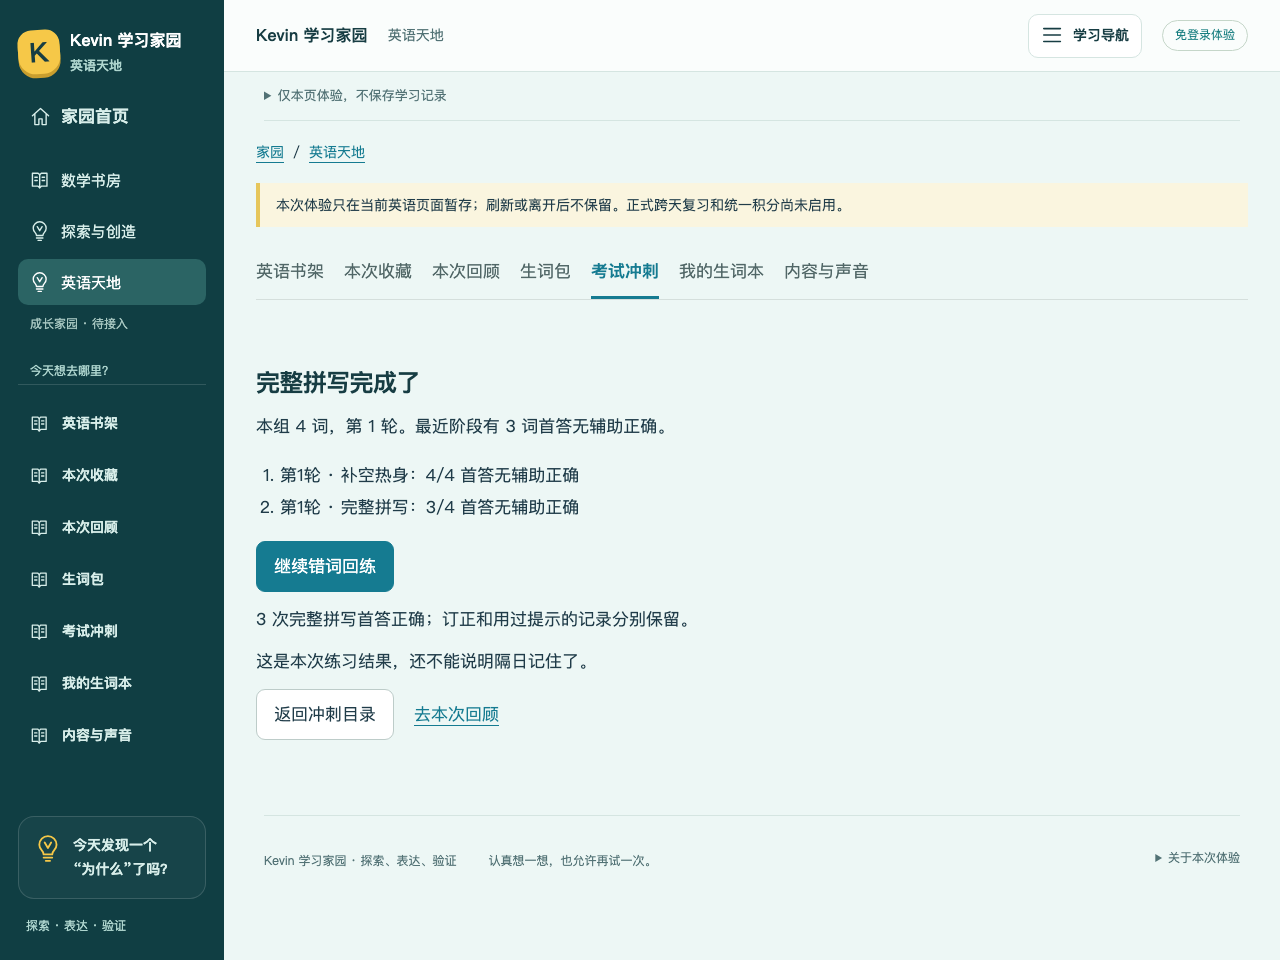 K
Kevin 学习家园
英语天地
家园首页
数学书房
探索与创造
英语天地
成长家园 · 待接入
今天想去哪里?
英语书架
本次收藏
本次回顾
生词包
考试冲刺
我的生词本
内容与声音
今天发现一个
“为什么”了吗?
探索 · 表达 · 验证
Kevin 学习家园 英语天地
学习导航
免登录体验
▶ 仅本页体验，不保存学习记录
家园 / 英语天地
本次体验只在当前英语页面暂存；刷新或离开后不保留。正式跨天复习和统一积分尚未启用。
英语书架 本次收藏 本次回顾 生词包 考试冲刺 我的生词本 内容与声音
完整拼写完成了
本组 4 词，第 1 轮。最近阶段有 3 词首答无辅助正确。
1. 第1轮 · 补空热身：4/4 首答无辅助正确
2. 第1轮 · 完整拼写：3/4 首答无辅助正确
继续错词回练
3 次完整拼写首答正确；订正和用过提示的记录分别保留。
这是本次练习结果，还不能说明隔日记住了。
返回冲刺目录 去本次回顾
Kevin 学习家园 · 探索、表达、验证 认真想一想，也允许再试一次。
▶ 关于本次体验